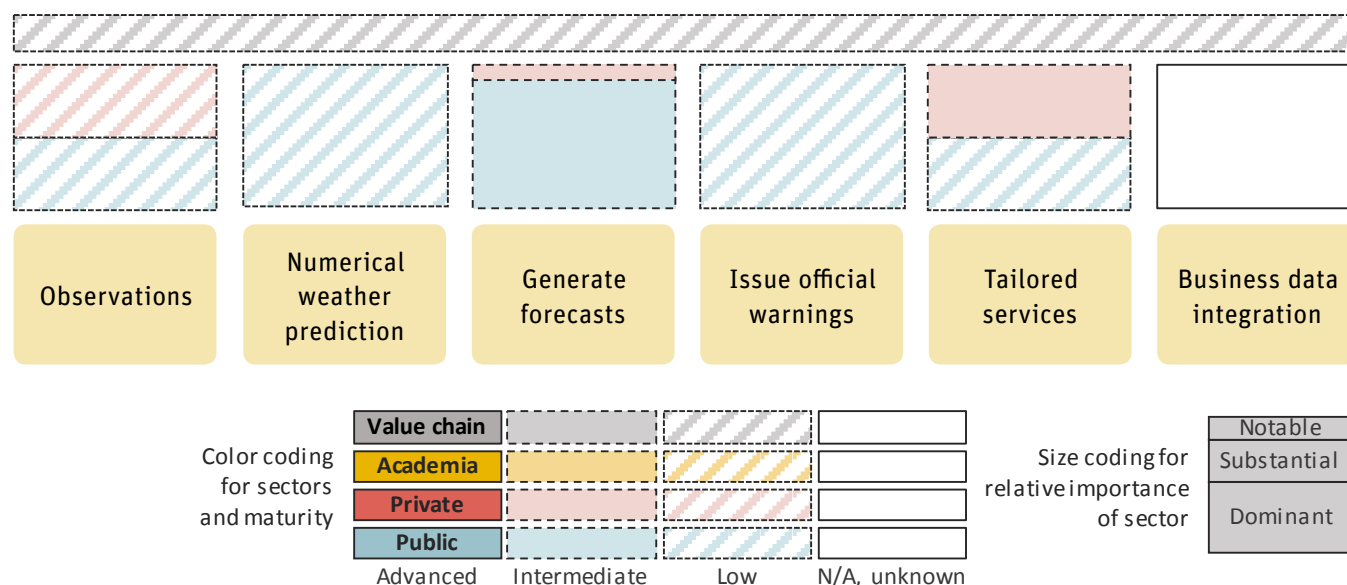 Observations
Numerical
weather
prediction
Generate
forecasts
Issue official
warnings
Tailored
services
Business data
integration
Color coding
for sectors
and maturity
Value chain
Academia
Private
Public
Advanced
Intermediate
Low
N/A, unknown
Size coding for
relative importance
of sector
Notable
Substantial
Dominant